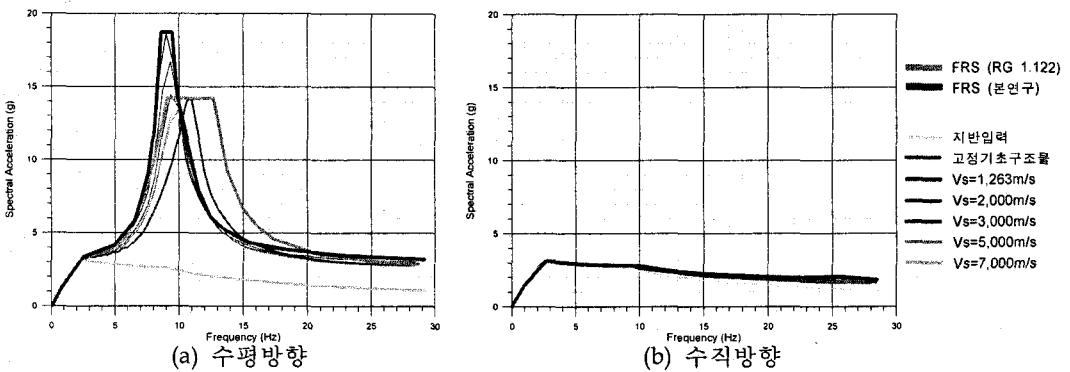 20
15
10
5
0
Spectral Acceleration (g)
0 5 10 15 20 25 30
Frequency (Hz)
(a) 수평방향
20
15
10
5
0
Spectral Acceleration (g)
0 5 10 15 20 25 30
Frequency (Hz)
(b) 수직방향
FRS (RG 1.122)
FRS (본연구)
지반입력
고정기초구조물
Vs=1,263m/s
Vs=2,000m/s
Vs=3,000m/s
Vs=5,000m/s
Vs=7,000m/s